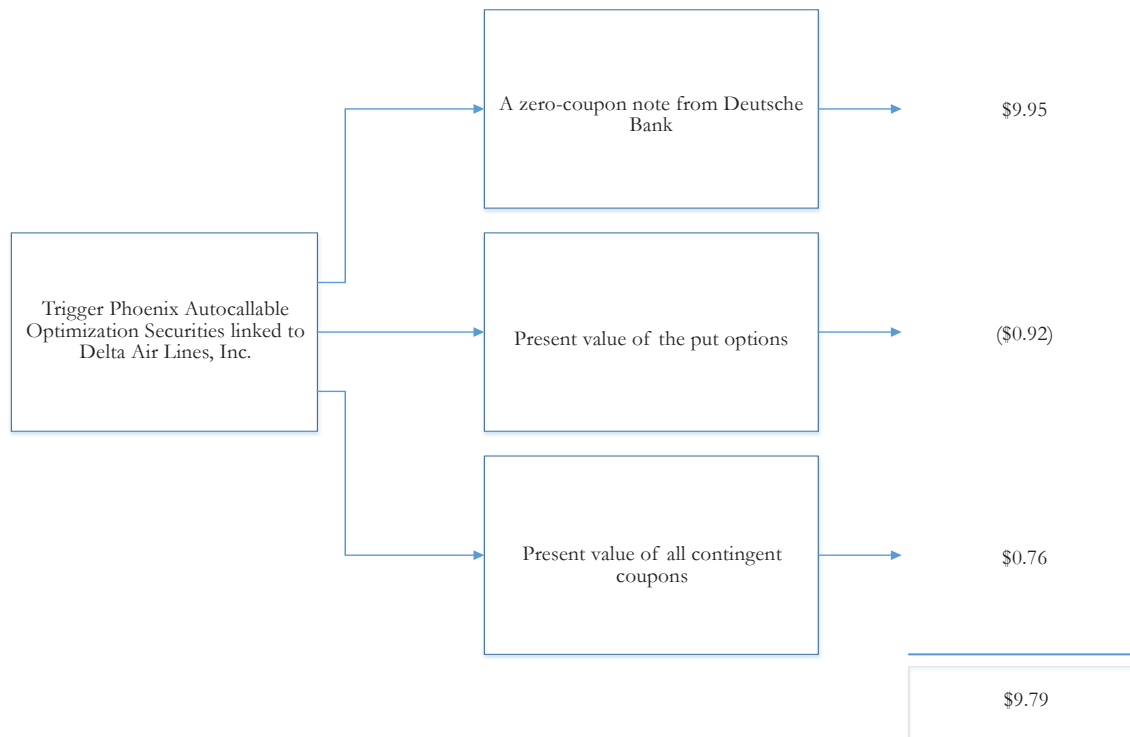 A zero-coupon note from Deutsche
Bank
$9.95
Trigger Phoenix Autocallable
Optimization Securities linked to
Delta Air Lines, Inc.
Present value of the put options
($0.92)
Present value of all contingent
coupons
$0.76
$9.79